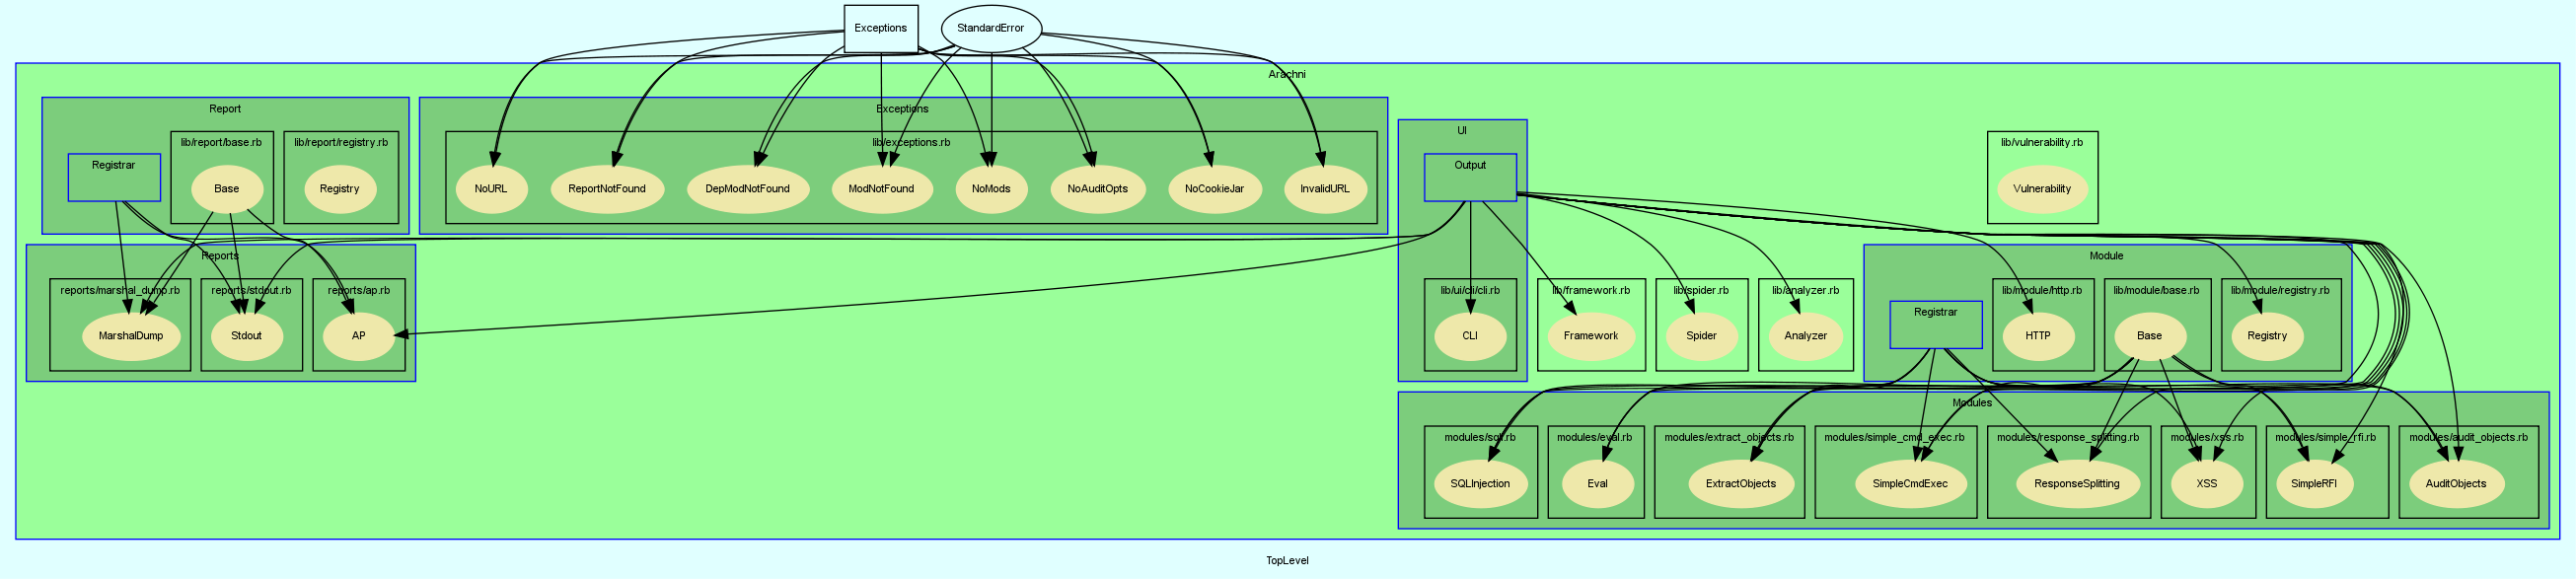 Exceptions
StandardError
Arachni
Report
Exceptions
UI
lib/report/base.rb
lib/report/registry.rb
lib/exceptions.rb
lib/vulnerability.rb
Registrar
Output
Base
Registry
NoURL
ReportNotFound
DepModNotFound
ModNotFound
NoMods
NoAuditOpts
NoCookieJar
InvalidURL
Vulnerability
Reports
Module
reports/marshal_dump.rb
reports/stdout.rb
reports/ap.rb
lib/ui/cli/cli.rb
lib/framework.rb
lib/spider.rb
lib/analyzer.rb
lib/module/http.rb
lib/module/base.rb
lib/module/registry.rb
Registrar
MarshalDump
Stdout
AP
CLI
Framework
Spider
Analyzer
HTTP
Base
Registry
Modules
modules/sqli.rb
modules/eval.rb
modules/extract_objects.rb
modules/simple_cmd_exec.rb
modules/response_splitting.rb
modules/xss.rb
modules/simple_rfi.rb
modules/audit_objects.rb
SQLInjection
Eval
ExtractObjects
SimpleCmdExec
ResponseSplitting
XSS
SimpleRFI
AuditObjects
TopLevel